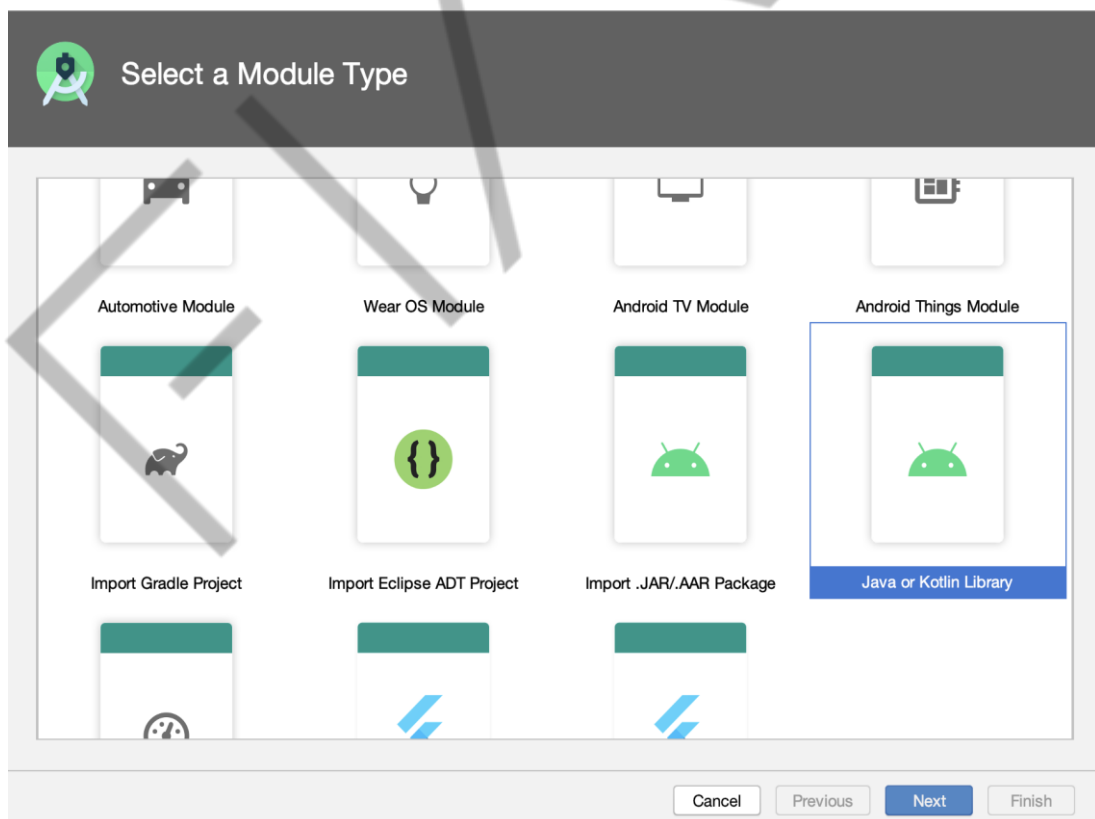 Select a Module Type
Automotive Module
Wear OS Module
Android TV Module
Android Things Module
Import Gradle Project
Import Eclipse ADT Project
Import .JAR/.AAR Package
Java or Kotlin Library
Cancel
Previous
Next
Finish